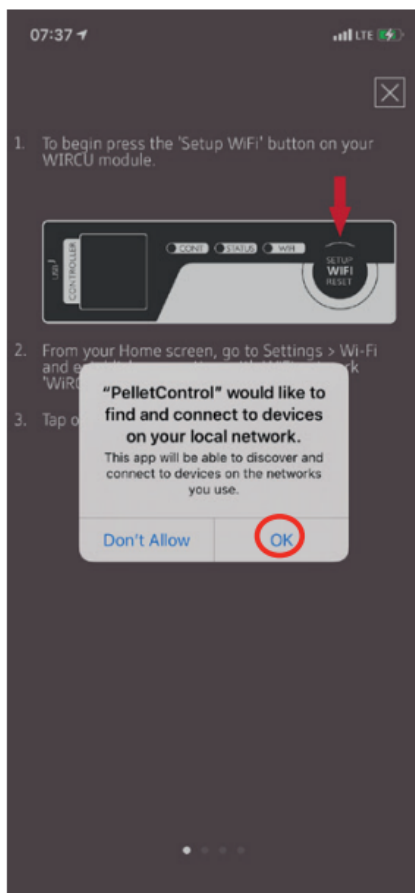 07:37
LTE
1. To begin press the 'Setup WiFi' button on your
WIRCU module.
USB
CONTROLLER
CONT
STATUS
WIFI
SETUP
WIFI
RESET
2. From your Home screen, go to Settings > Wi-Fi
and
'WiRC
3. Tap
"PelletControl" would like to
find and connect to devices
on your local network.
This app will be able to discover and
connect to devices on the networks
you use.
Don't Allow
OK